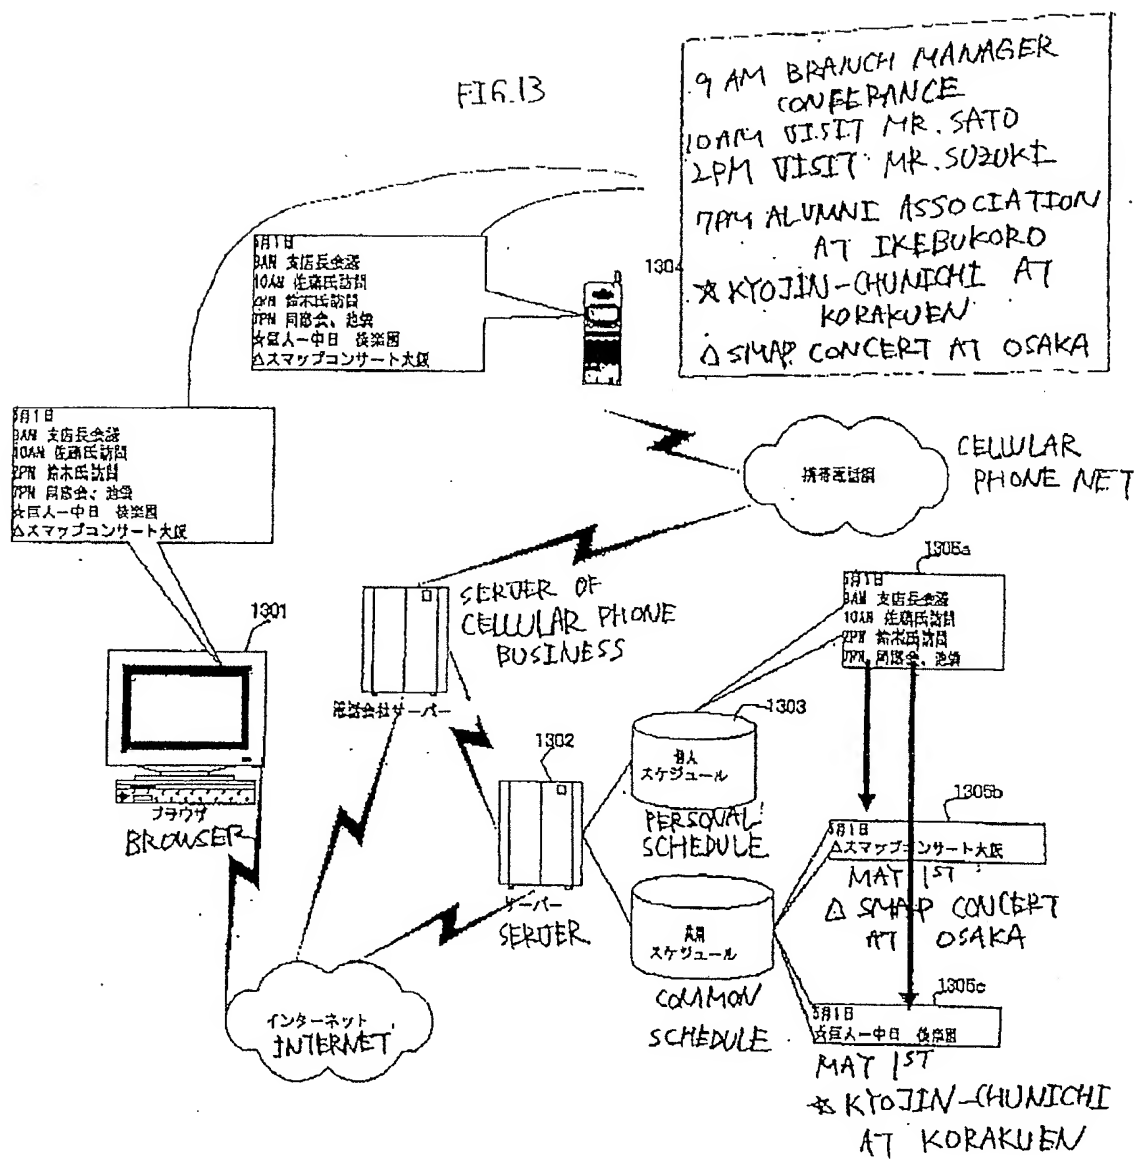 FIG.13
9 AM BRANCH MANAGER
CONFERANCE
10AM VISIT MR. SATO
2PM VISIT MR. SUZUKI
7PM ALUMNI ASSOCIATION
AT IKEBUKORO
☆ KYOJIN-CHUNICHI AT
KORAKUEN
△ SMAP CONCERT AT OSAKA
1304
5月1日
9AM 支店長会議
10AM 佐藤氏訪問
2PM 鈴木氏訪問
7PM 同窓会、池袋
☆巨人ー中日 後楽園
△スマップコンサート大阪
5月1日
9AM 支店長会議
10AM 佐藤氏訪問
2PM 鈴木氏訪問
7PM 同窓会、池袋
☆巨人ー中日 後楽園
△スマップコンサート大阪
携帯電話網
CELLULAR
PHONE NET
1301
ブラウザ
BROWSER
SERVER OF
CELLULAR PHONE
BUSINESS
電話会社サーバー
1302
サーバー
SERVER
1303
個人
スケジュール
PERSONAL
SCHEDULE
共用
スケジュール
COMMON
SCHEDULE
1305a
5月1日
9AM 支店長会議
10AM 佐藤氏訪問
2PM 鈴木氏訪問
7PM 同窓会、池袋
1305b
5月1日
△スマップコンサート大阪
MAY 1ST
△ SMAP CONCERT
AT OSAKA
1305c
5月1日
☆巨人ー中日 後楽園
MAY 1ST
☆ KYOJIN-CHUNICHI
AT KORAKUEN
インターネット
INTERNET